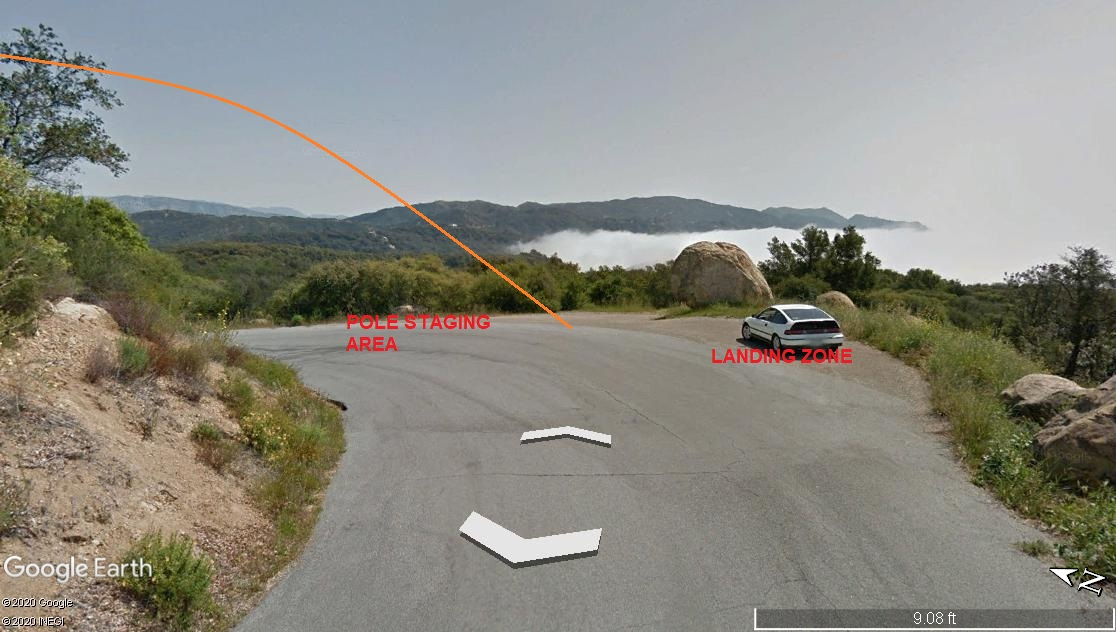 POLE STAGING
AREA
LANDING ZONE
Google Earth
©2020 Google
©2020 INEGI
N
9.08 ft